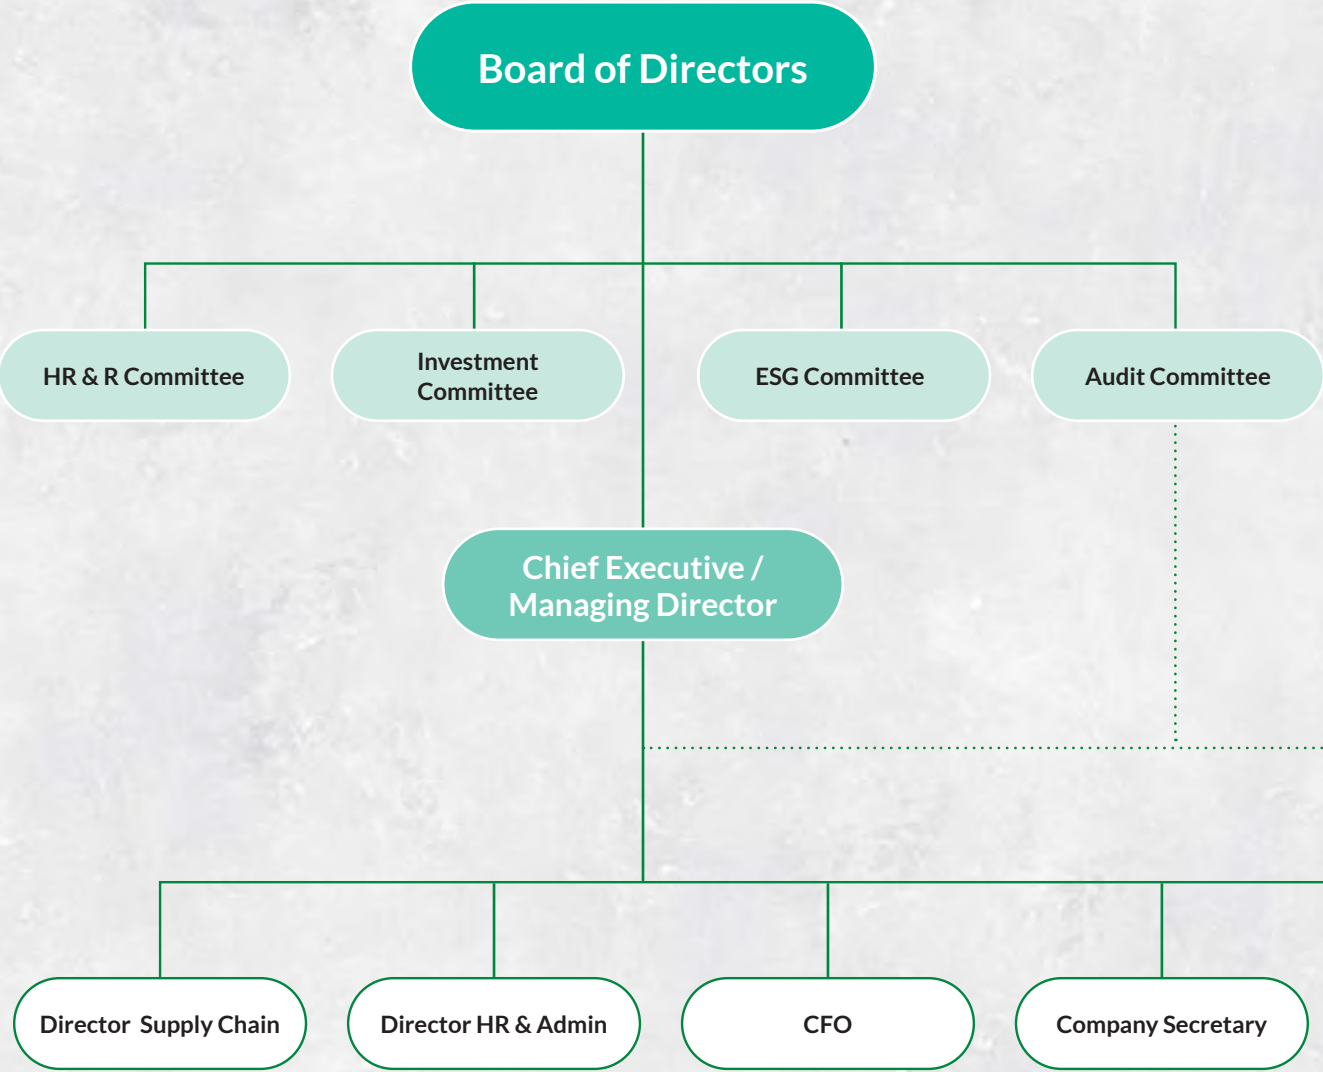 Board of Directors
HR & R Committee
Investment
Committee
ESG Committee
Audit Committee
Chief Executive /
Managing Director
Director  Supply Chain
Director HR & Admin
CFO
Company Secretary